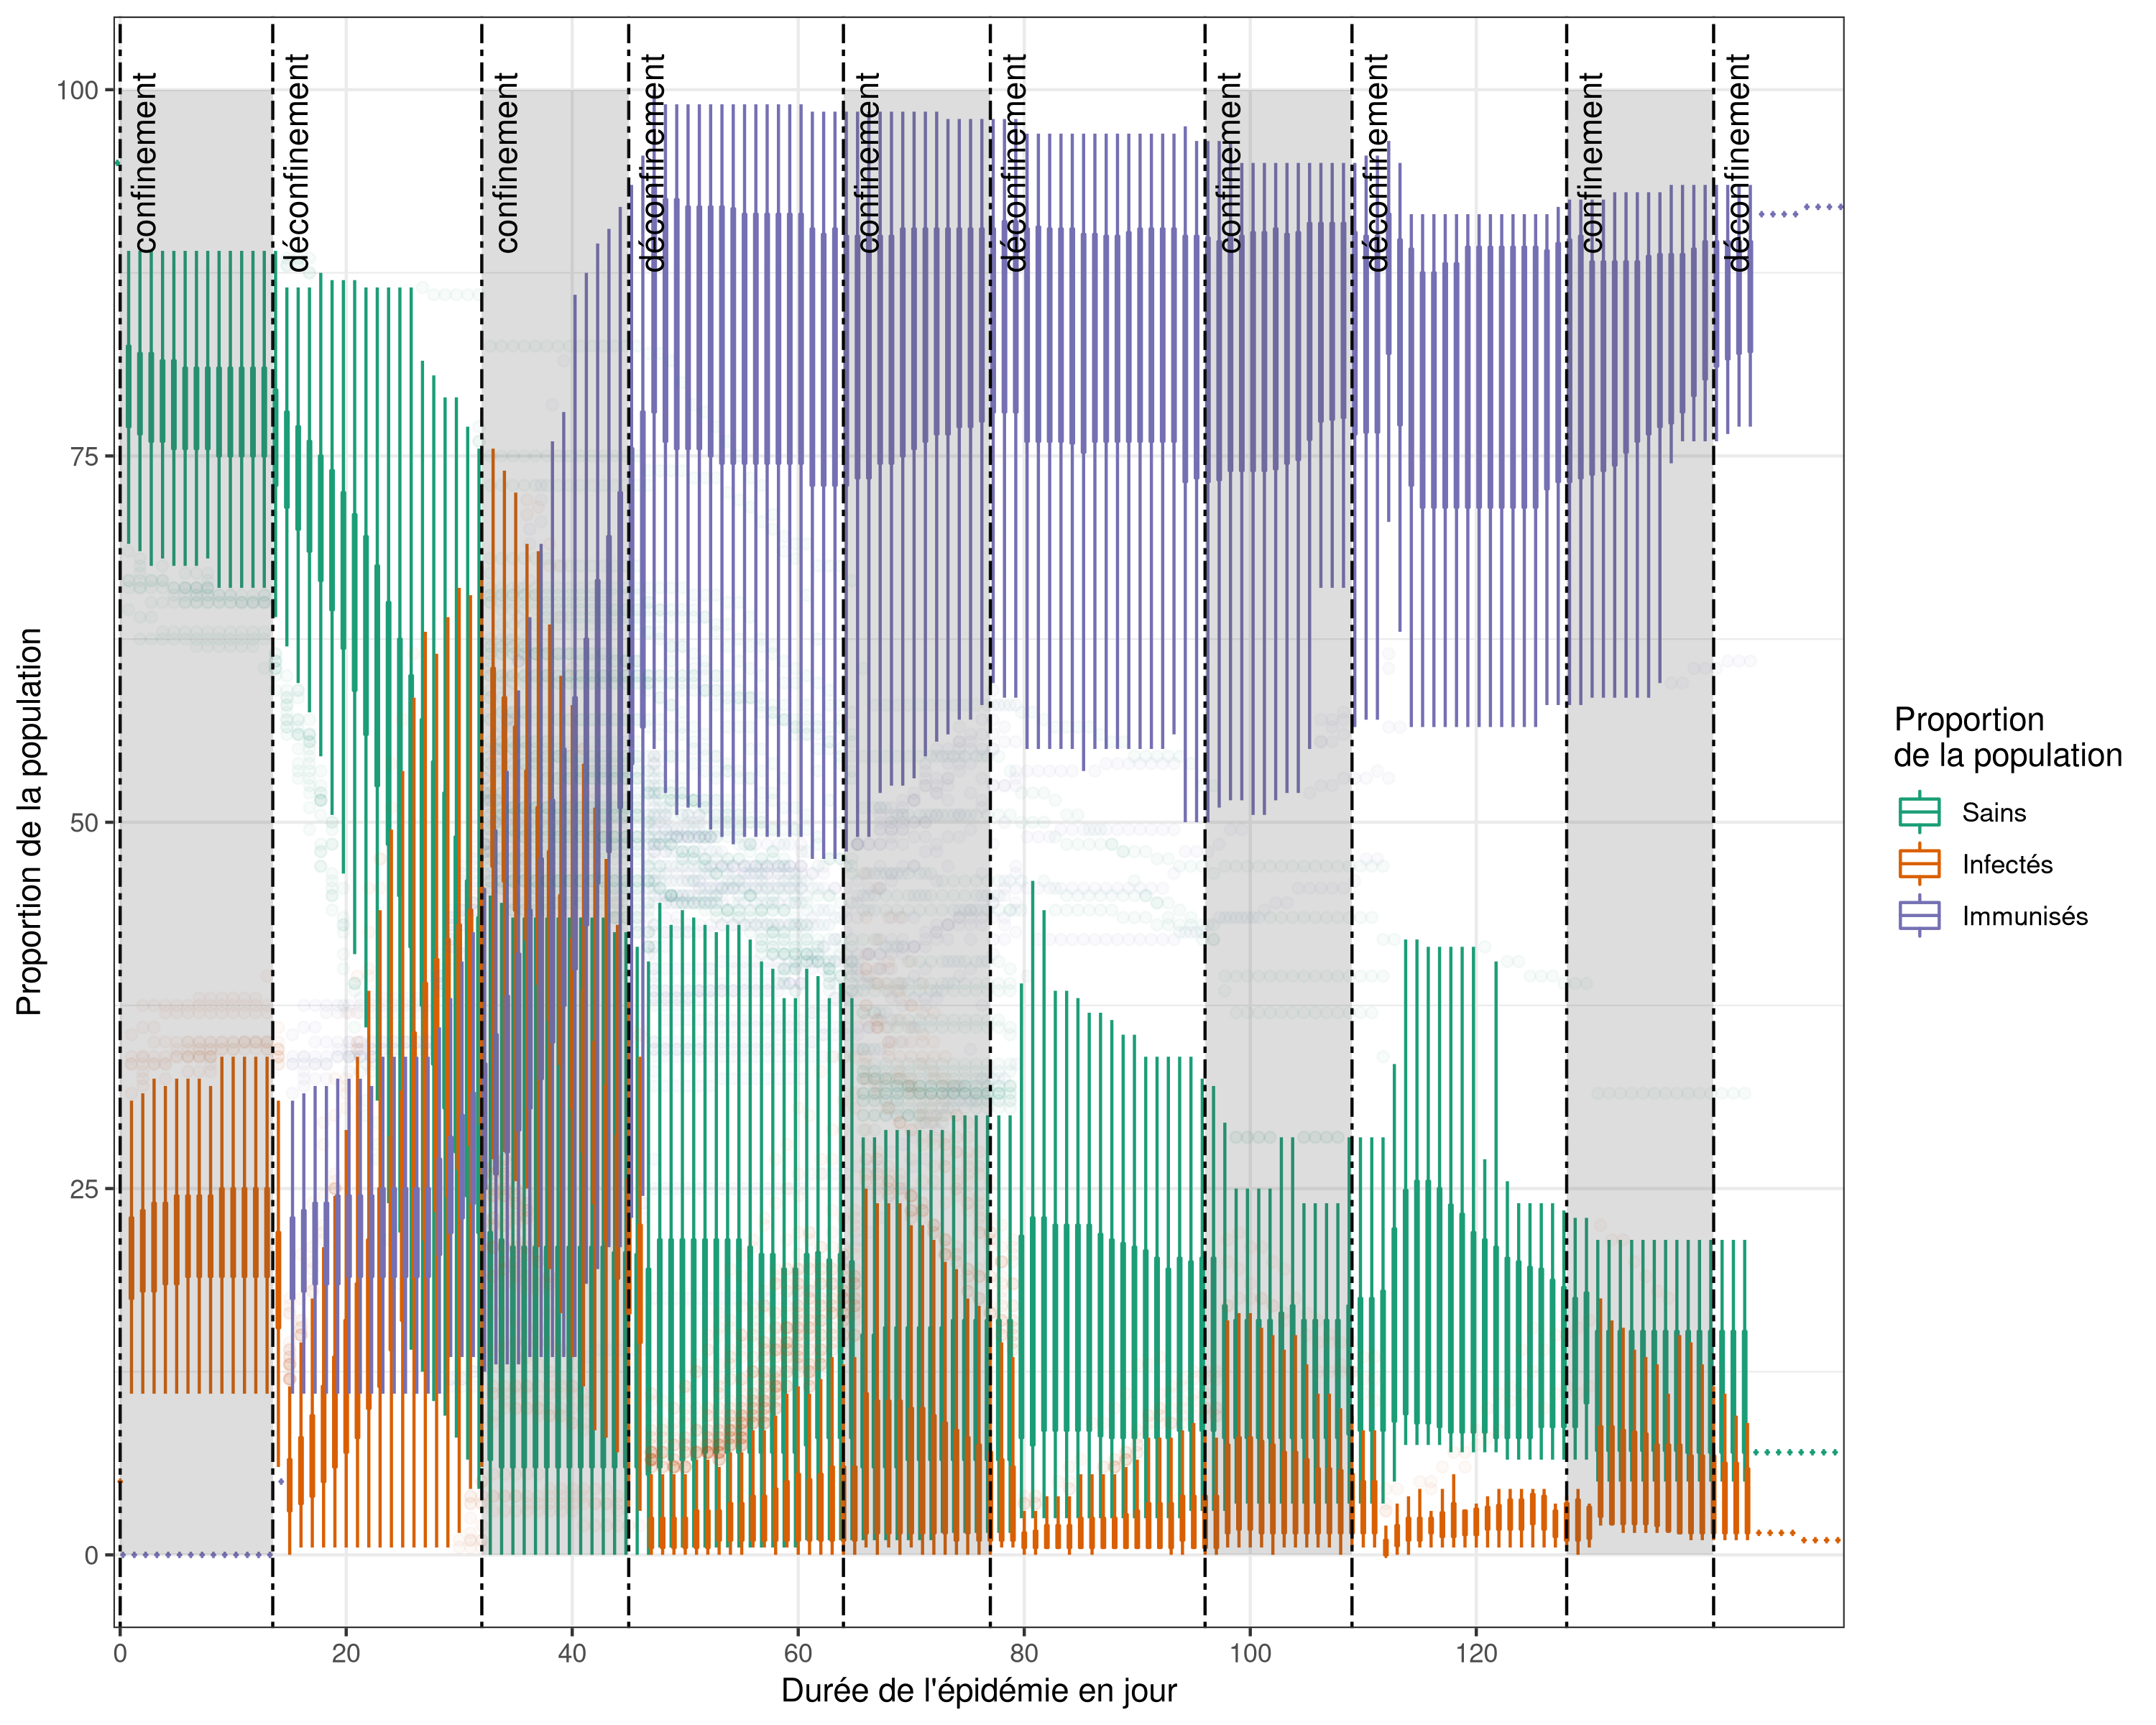 confinement
déconfinement
confinement
déconfinement
confinement
déconfinement
confinement
déconfinement
confinement
déconfinement
100
75
50
25
0
Proportion de la population
0
20
40
60
80
100
120
Durée de l'épidémie en jour
Proportion
de la population
Sains
Infectés
Immunisés